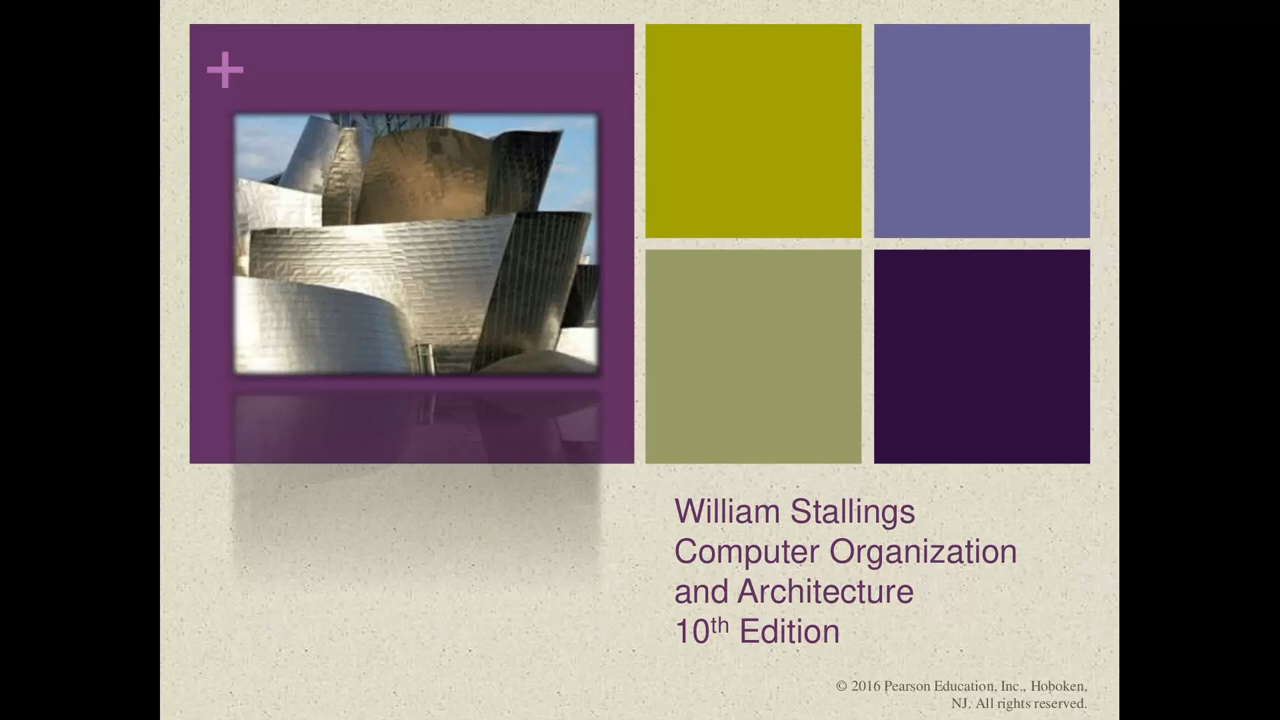 +
William Stallings
Computer Organization
and Architecture
10th Edition
© 2016 Pearson Education, Inc., Hoboken,
NJ. All rights reserved.